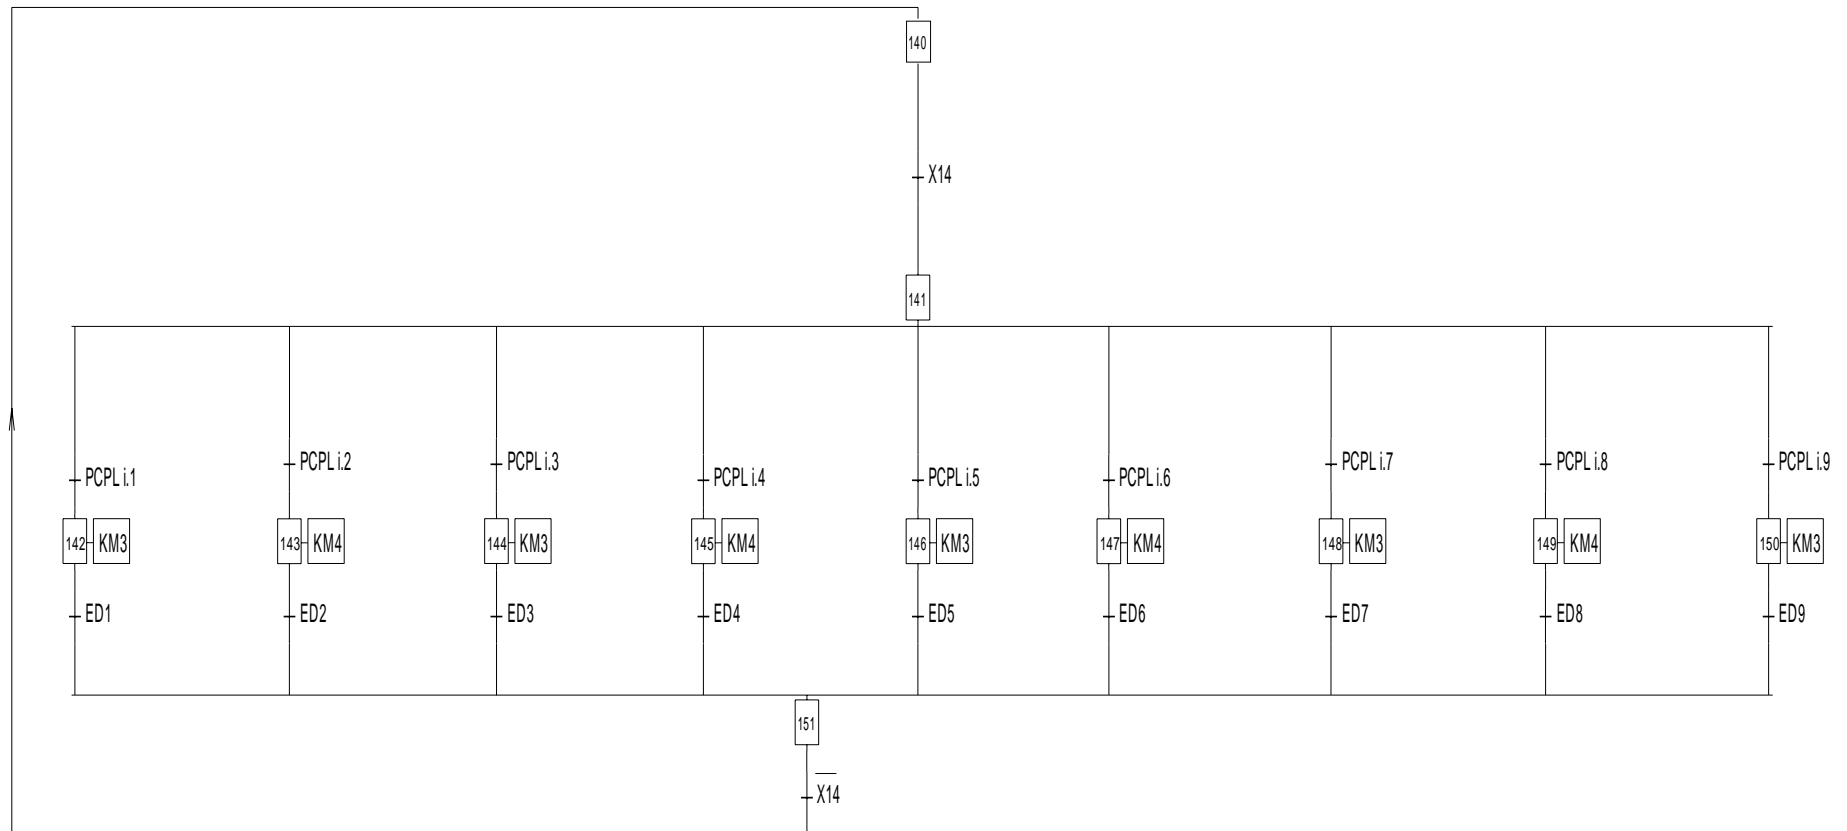 140
X14
141
PCPL i.1
PCPL i.2
PCPL i.3
PCPL i.4
PCPL i.5
PCPL i.6
PCPL i.7
PCPL i.8
PCPL i.9
142 KM3
143 KM4
144 KM3
145 KM4
146 KM3
147 KM4
148 KM3
149 KM4
150 KM3
ED1
ED2
ED3
ED4
ED5
ED6
ED7
ED8
ED9
151
X̅1̅4̅